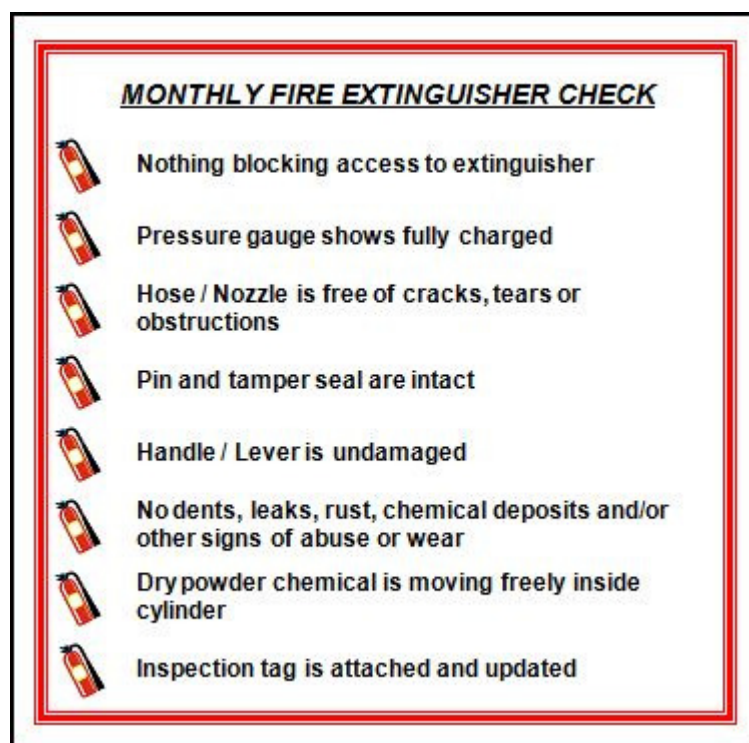 MONTHLY FIRE EXTINGUISHER CHECK
Nothing blocking access to extinguisher
Pressure gauge shows fully charged
Hose / Nozzle is free of cracks, tears or
obstructions
Pin and tamper seal are intact
Handle / Lever is undamaged
No dents, leaks, rust, chemical deposits and/or
other signs of abuse or wear
Dry powder chemical is moving freely inside
cylinder
Inspection tag is attached and updated